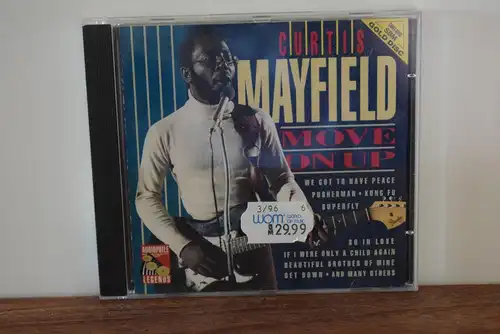 CURTIS
MAYFIELD
MOVE
ON UP
GOLD DISC
WE GOT TO HAVE PEACE
PUSHERMAN • KUNG FU
SUPERFLY
3/96 6
WOM
29.99
SO IN LOVE
IF I WERE ONLY A CHILD AGAIN
BEAUTIFUL BROTHER OF MINE
GET DOWN • AND MANY OTHERS
AUDIOPHILE
LEGENDS